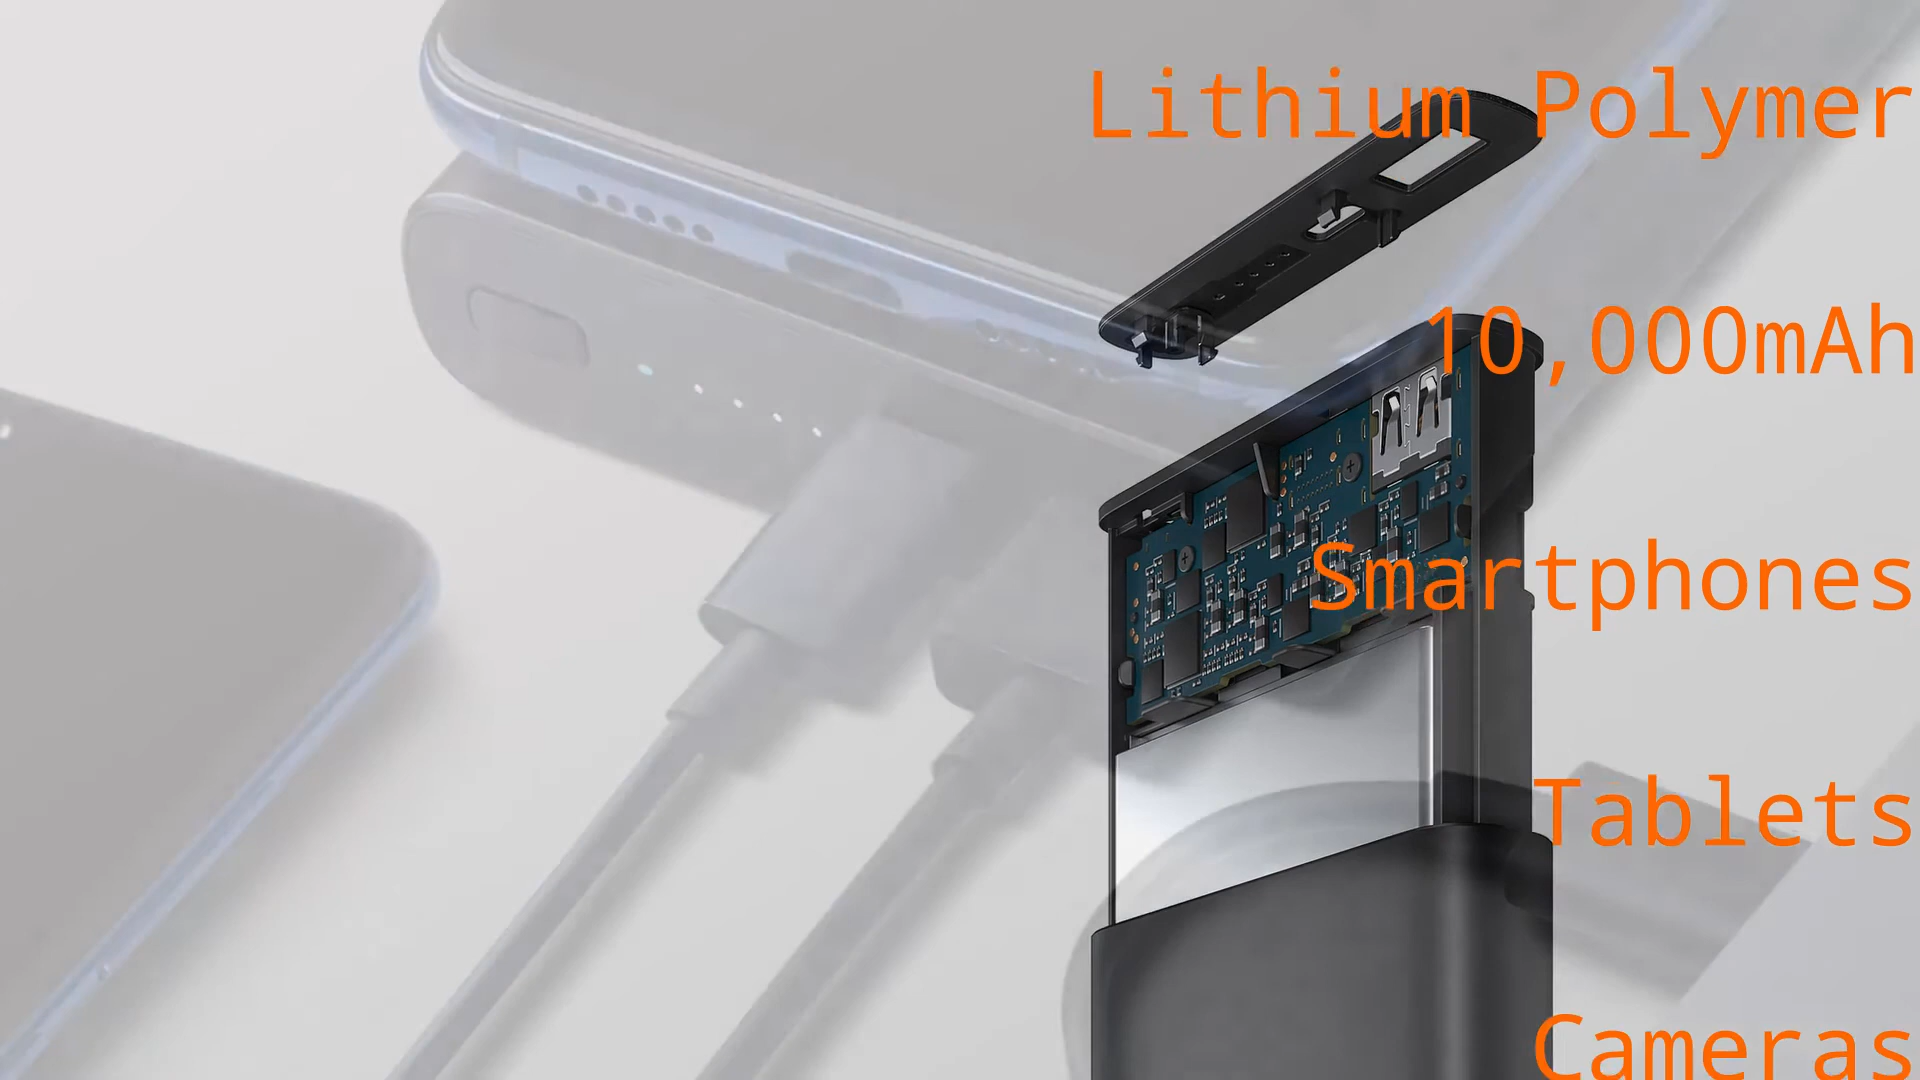 Lithium Polymer
10,000mAh
Smartphones
Tablets
Cameras